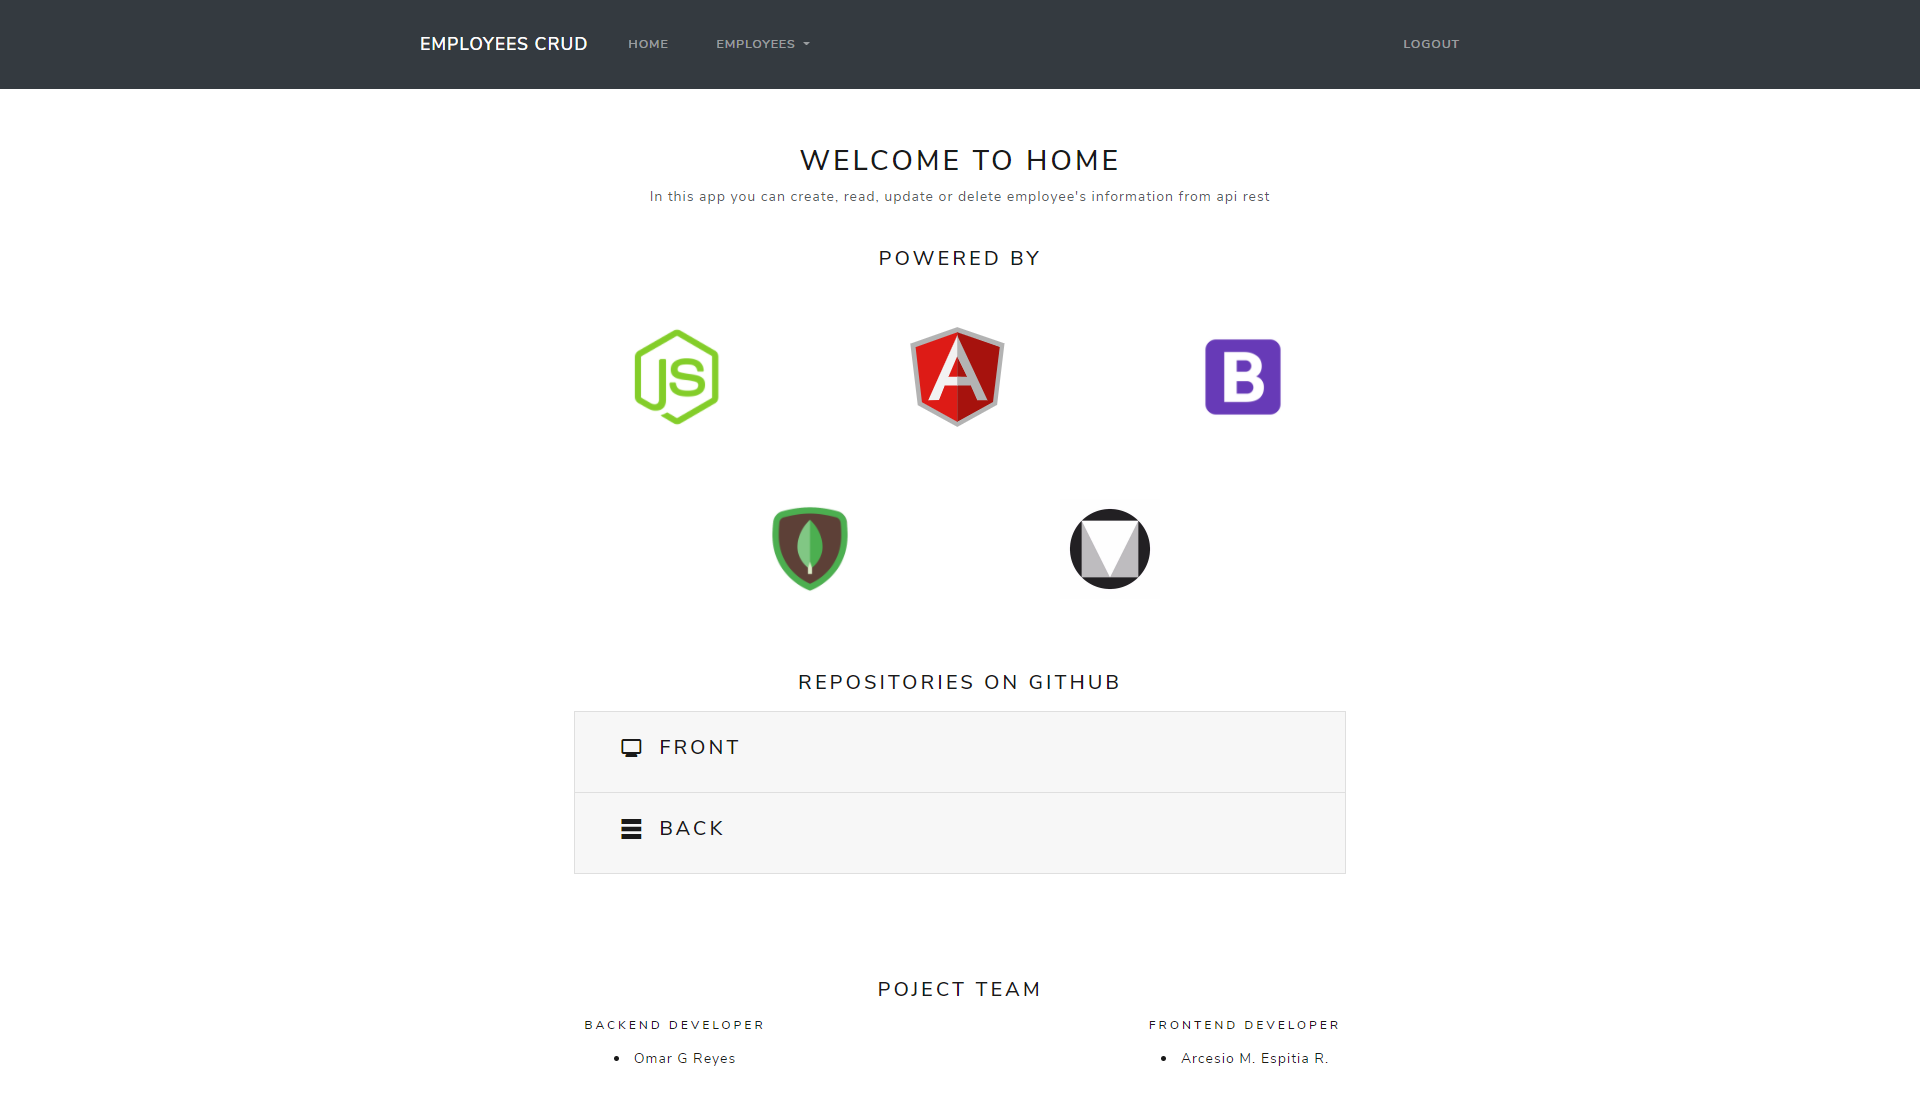 EMPLOYEES CRUD HOME EMPLOYEES LOGOUT
WELCOME TO HOME
In this app you can create, read, update or delete employee's information from api rest
POWERED BY
JS A B
REPOSITORIES ON GITHUB
FRONT
BACK
POJECT TEAM
BACKEND DEVELOPER FRONTEND DEVELOPER
Omar G Reyes Arcesio M. Espitia R.